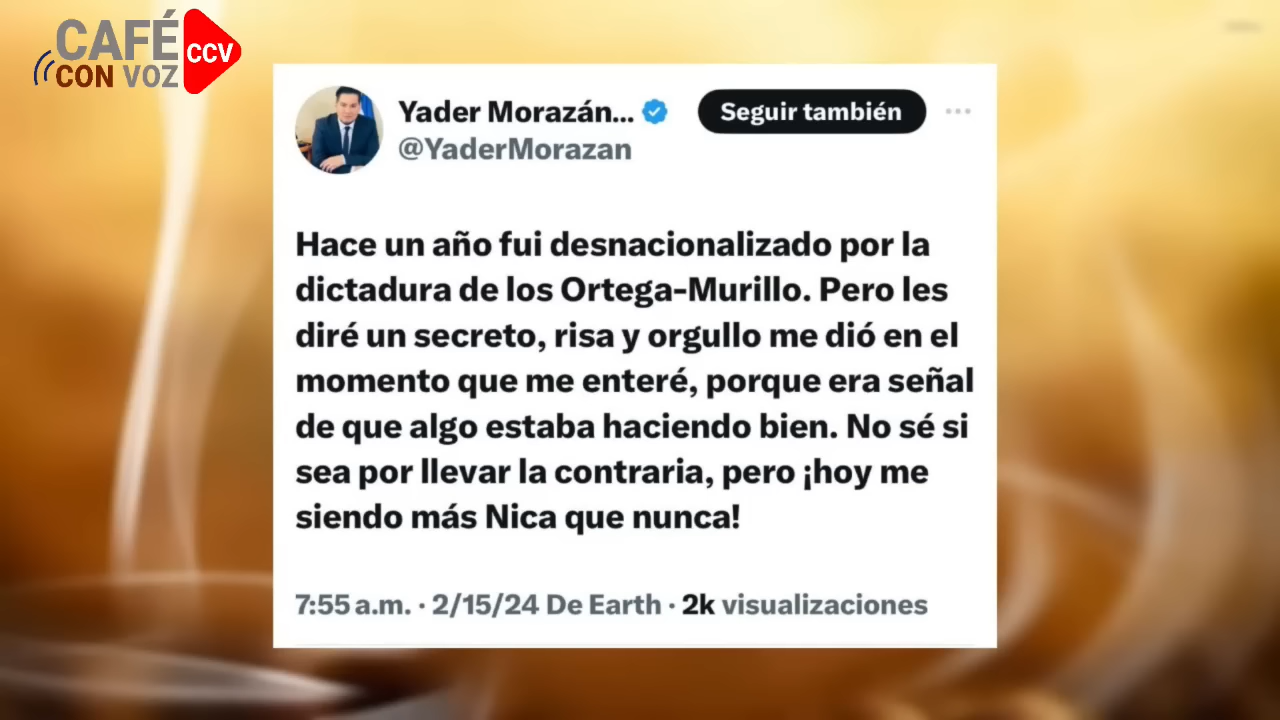 CAFÉ
CON VOZ
CCV
Yader Morazán...
@YaderMorazan
Seguir también
Hace un año fui desnacionalizado por la
dictadura de los Ortega-Murillo. Pero les
diré un secreto, risa y orgullo me dió en el
momento que me enteré, porque era señal
de que algo estaba haciendo bien. No sé si
sea por llevar la contraria, pero ¡hoy me
siendo más Nica que nunca!
7:55 a.m. · 2/15/24 De Earth · 2k visualizaciones